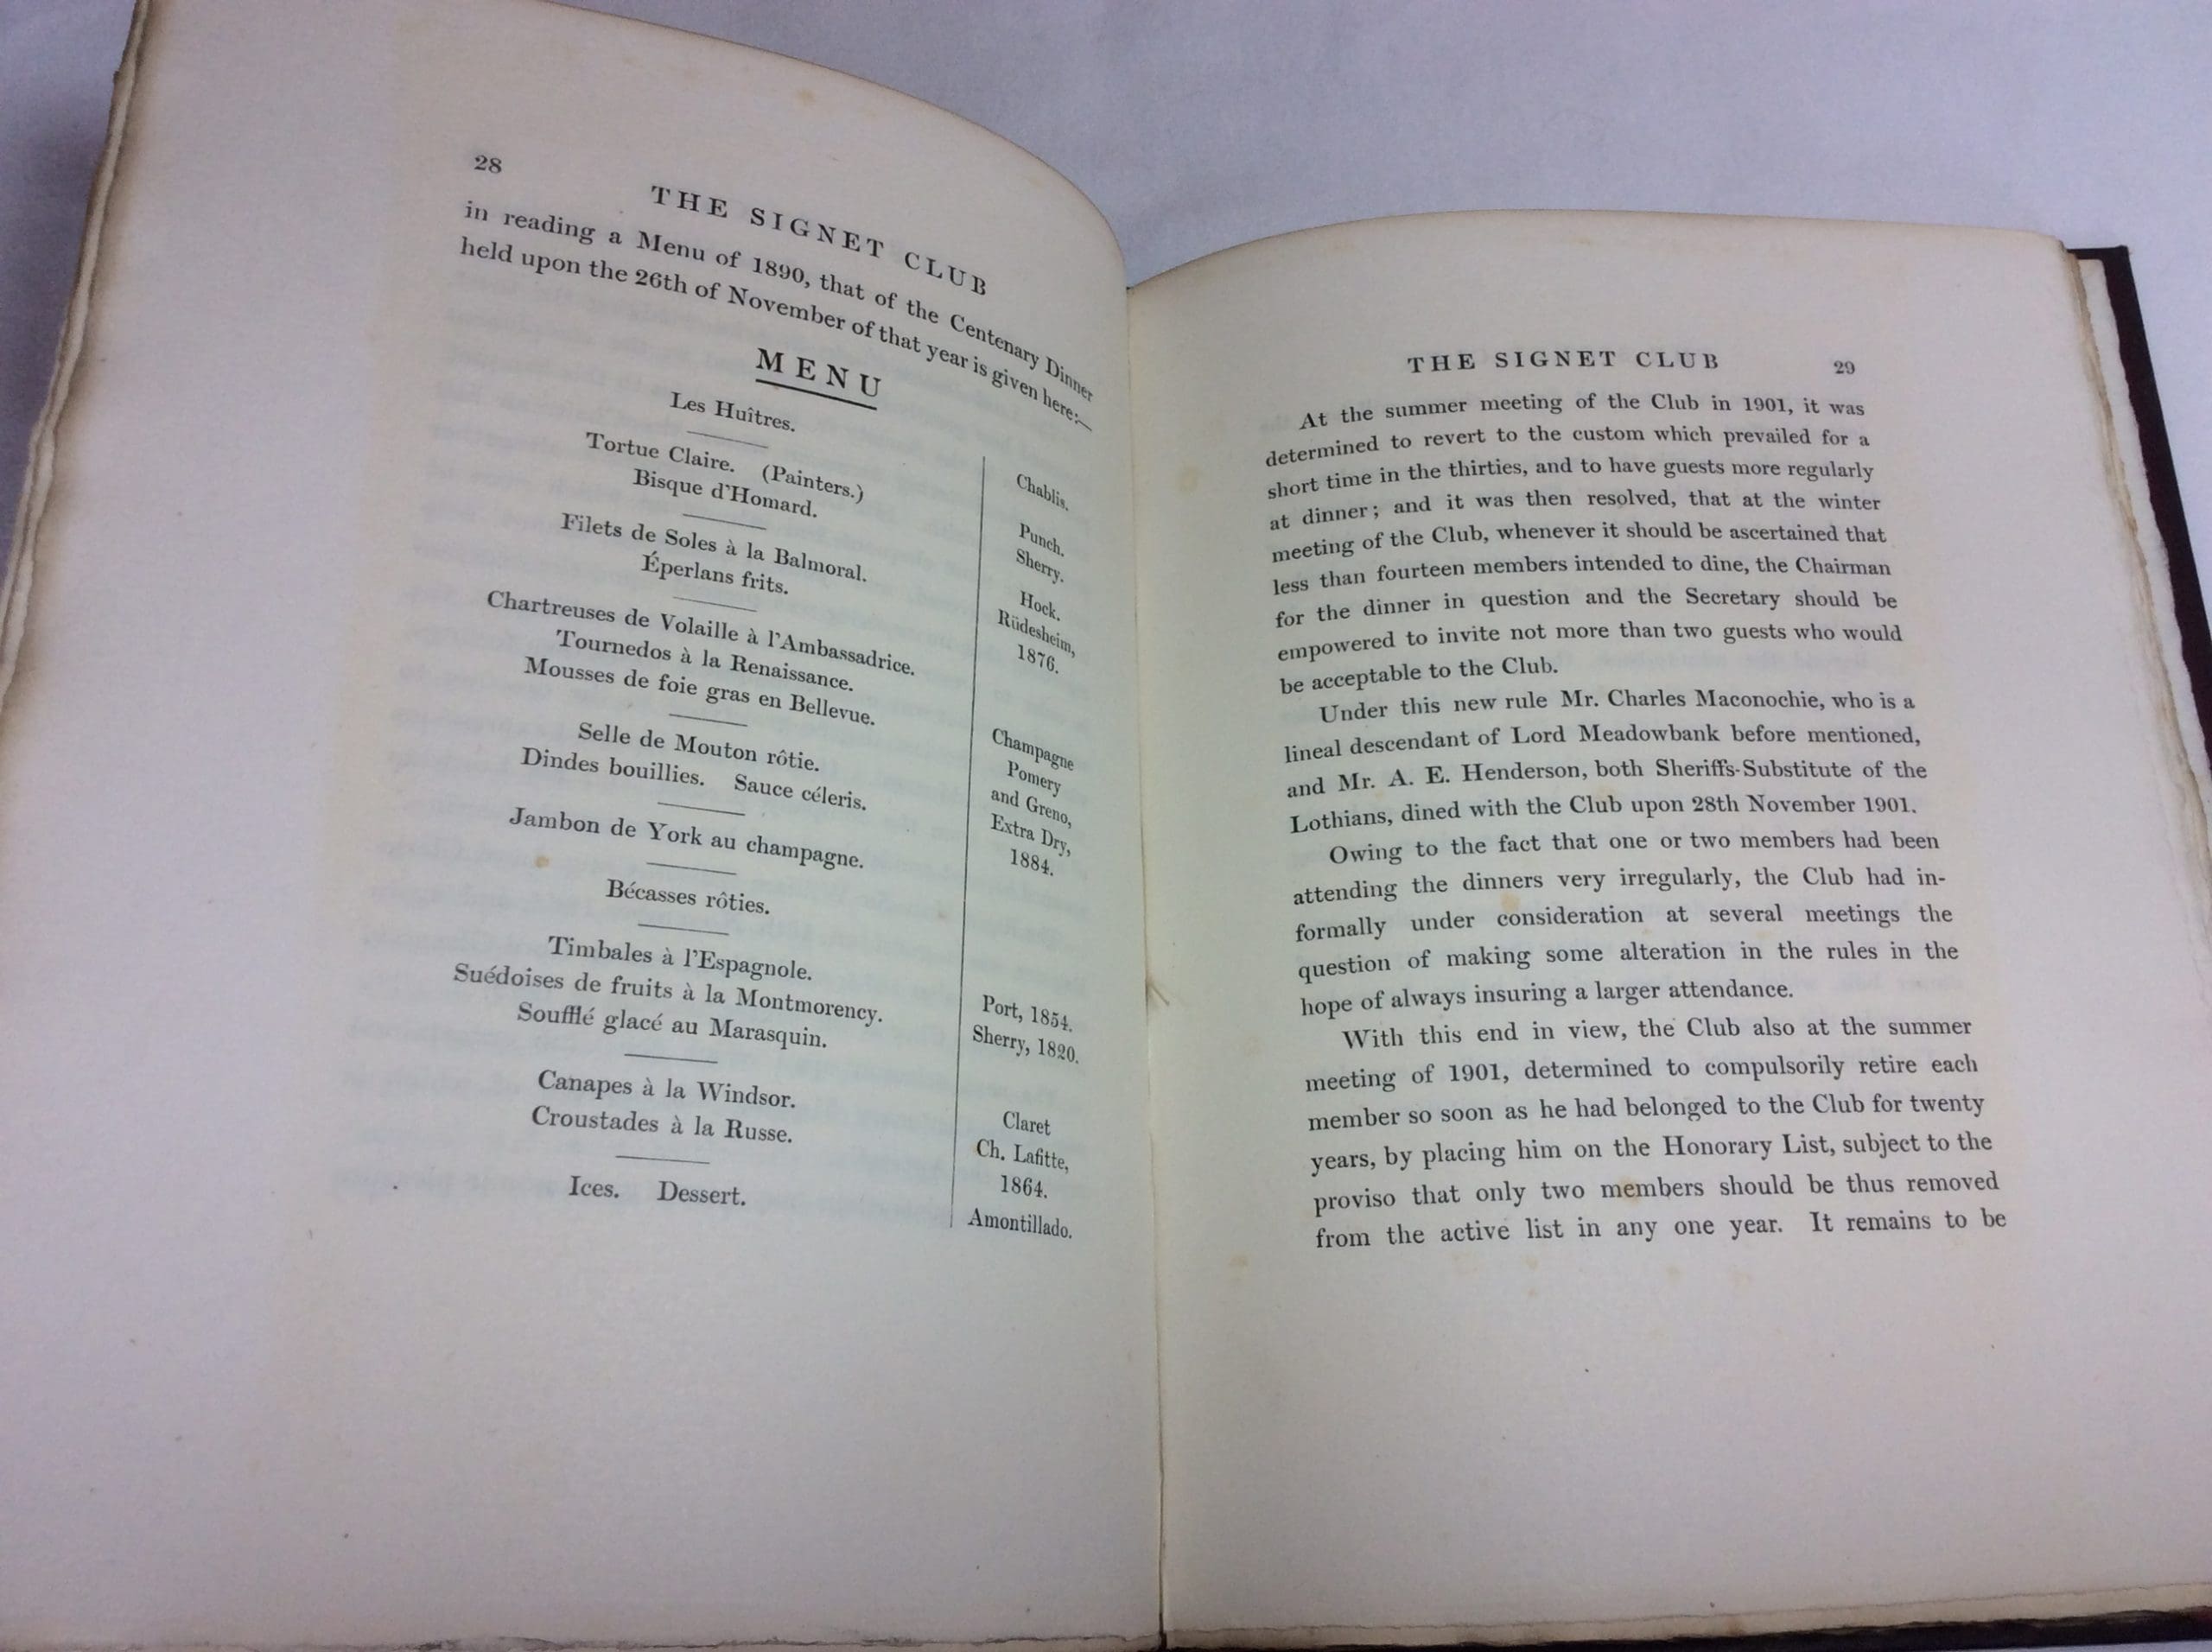 28
THE SIGNET CLUB
in reading a Menu of 1890, that of the Centenary Dinner
held upon the 26th of November of that year is given here:—
MENU
Les Huîtres.
Tortue Claire. (Painters.)
Bisque d'Homard.
Filets de Soles à la Balmoral.
Éperlans frits.
Chartreuses de Volaille à l'Ambassadrice.
Tournedos à la Renaissance.
Mousses de foie gras en Bellevue.
Selle de Mouton rôtie.
Dindes bouillies. Sauce céleris.
Jambon de York au champagne.
Bécasses rôties.
Timbales à l'Espagnole.
Suédoises de fruits à la Montmorency.
Soufflé glacé au Marasquin.
Canapes à la Windsor.
Croustades à la Russe.
Ices. Dessert.
Chablis.
Punch.
Sherry.
Hock.
Rüdesheim,
1876.
Champagne
Pomery
and Greno,
Extra Dry,
1884.
Port, 1854.
Sherry, 1820.
Claret
Ch. Lafitte,
1864.
Amontillado.
THE SIGNET CLUB 29
At the summer meeting of the Club in 1901, it was
determined to revert to the custom which prevailed for a
short time in the thirties, and to have guests more regularly
at dinner; and it was then resolved, that at the winter
meeting of the Club, whenever it should be ascertained that
less than fourteen members intended to dine, the Chairman
for the dinner in question and the Secretary should be
empowered to invite not more than two guests who would
be acceptable to the Club.
Under this new rule Mr. Charles Maconochie, who is a
lineal descendant of Lord Meadowbank before mentioned,
and Mr. A. E. Henderson, both Sheriffs-Substitute of the
Lothians, dined with the Club upon 28th November 1901.
Owing to the fact that one or two members had been
attending the dinners very irregularly, the Club had in-
formally under consideration at several meetings the
question of making some alteration in the rules in the
hope of always insuring a larger attendance.
With this end in view, the Club also at the summer
meeting of 1901, determined to compulsorily retire each
member so soon as he had belonged to the Club for twenty
years, by placing him on the Honorary List, subject to the
proviso that only two members should be thus removed
from the active list in any one year. It remains to be